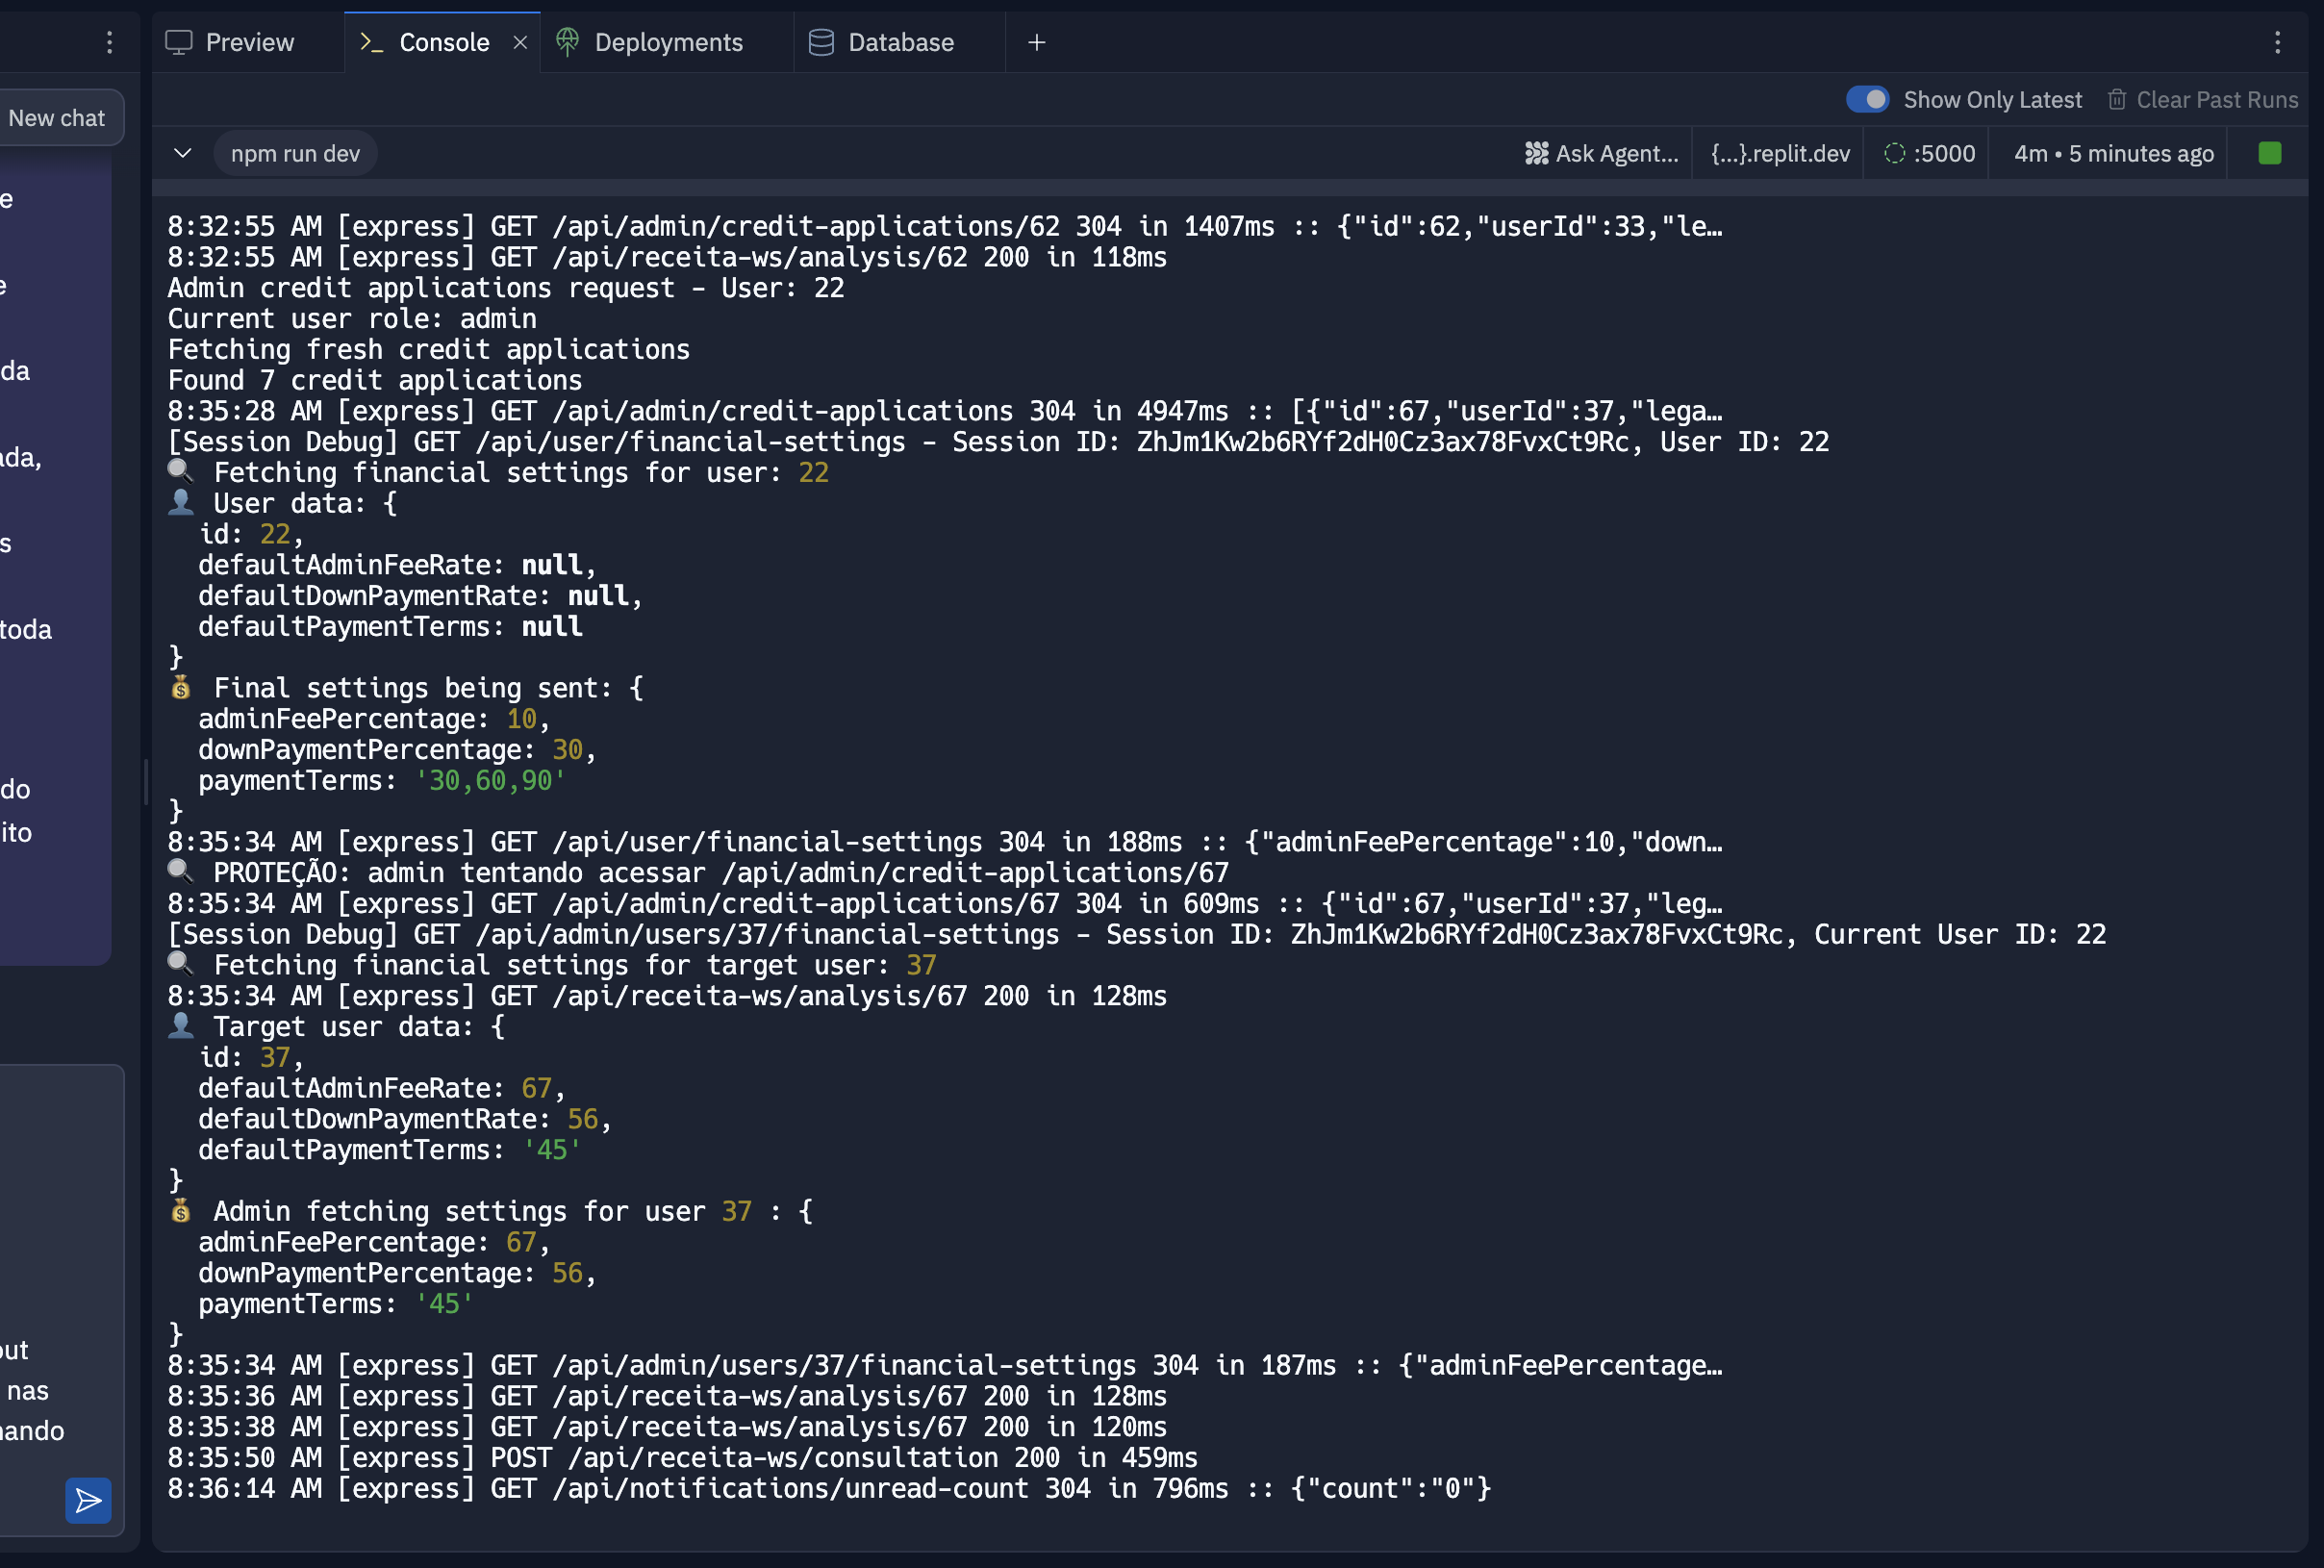 Preview
Console
Deployments
Database
New chat
Show Only Latest
Clear Past Runs
npm run dev
Ask Agent...
{...}.replit.dev
:5000
4m • 5 minutes ago
e
e
da
ada,
s
toda
do
ito
out
nas
nando
8:32:55 AM [express] GET /api/admin/credit-applications/62 304 in 1407ms :: {"id":62,"userId":33,"le…
8:32:55 AM [express] GET /api/receita-ws/analysis/62 200 in 118ms
Admin credit applications request - User: 22
Current user role: admin
Fetching fresh credit applications
Found 7 credit applications
8:35:28 AM [express] GET /api/admin/credit-applications 304 in 4947ms :: [{"id":67,"userId":37,"lega…
[Session Debug] GET /api/user/financial-settings - Session ID: ZhJm1Kw2b6RYf2dH0Cz3ax78FvxCt9Rc, User ID: 22
🔍 Fetching financial settings for user: 22
👤 User data: {
  id: 22,
  defaultAdminFeeRate: null,
  defaultDownPaymentRate: null,
  defaultPaymentTerms: null
}
💰 Final settings being sent: {
  adminFeePercentage: 10,
  downPaymentPercentage: 30,
  paymentTerms: '30,60,90'
}
8:35:34 AM [express] GET /api/user/financial-settings 304 in 188ms :: {"adminFeePercentage":10,"down…
🔍 PROTEÇÃO: admin tentando acessar /api/admin/credit-applications/67
8:35:34 AM [express] GET /api/admin/credit-applications/67 304 in 609ms :: {"id":67,"userId":37,"leg…
[Session Debug] GET /api/admin/users/37/financial-settings - Session ID: ZhJm1Kw2b6RYf2dH0Cz3ax78FvxCt9Rc, Current User ID: 22
🔍 Fetching financial settings for target user: 37
8:35:34 AM [express] GET /api/receita-ws/analysis/67 200 in 128ms
👤 Target user data: {
  id: 37,
  defaultAdminFeeRate: 67,
  defaultDownPaymentRate: 56,
  defaultPaymentTerms: '45'
}
💰 Admin fetching settings for user 37 : {
  adminFeePercentage: 67,
  downPaymentPercentage: 56,
  paymentTerms: '45'
}
8:35:34 AM [express] GET /api/admin/users/37/financial-settings 304 in 187ms :: {"adminFeePercentage…
8:35:36 AM [express] GET /api/receita-ws/analysis/67 200 in 128ms
8:35:38 AM [express] GET /api/receita-ws/analysis/67 200 in 120ms
8:35:50 AM [express] POST /api/receita-ws/consultation 200 in 459ms
8:36:14 AM [express] GET /api/notifications/unread-count 304 in 796ms :: {"count":"0"}